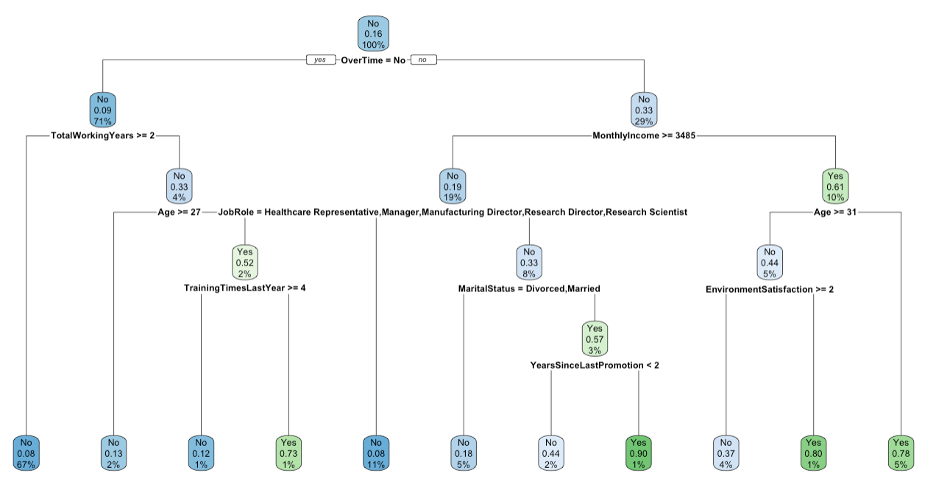 No
0.16
100%
yes OverTime = No no
No
0.09
71%
No
0.33
29%
TotalWorkingYears >= 2
MonthlyIncome >= 3485
No
0.33
4%
No
0.19
19%
Yes
0.61
10%
Age >= 27
JobRole = Healthcare Representative,Manager,Manufacturing Director,Research Director,Research Scientist
Age >= 31
Yes
0.52
2%
No
0.33
8%
No
0.44
5%
TrainingTimesLastYear >= 4
MaritalStatus = Divorced,Married
EnvironmentSatisfaction >= 2
Yes
0.57
3%
YearsSinceLastPromotion < 2
No
0.08
67%
No
0.13
2%
No
0.12
1%
Yes
0.73
1%
No
0.08
11%
No
0.18
5%
No
0.44
2%
Yes
0.90
1%
No
0.37
4%
Yes
0.80
1%
Yes
0.78
5%